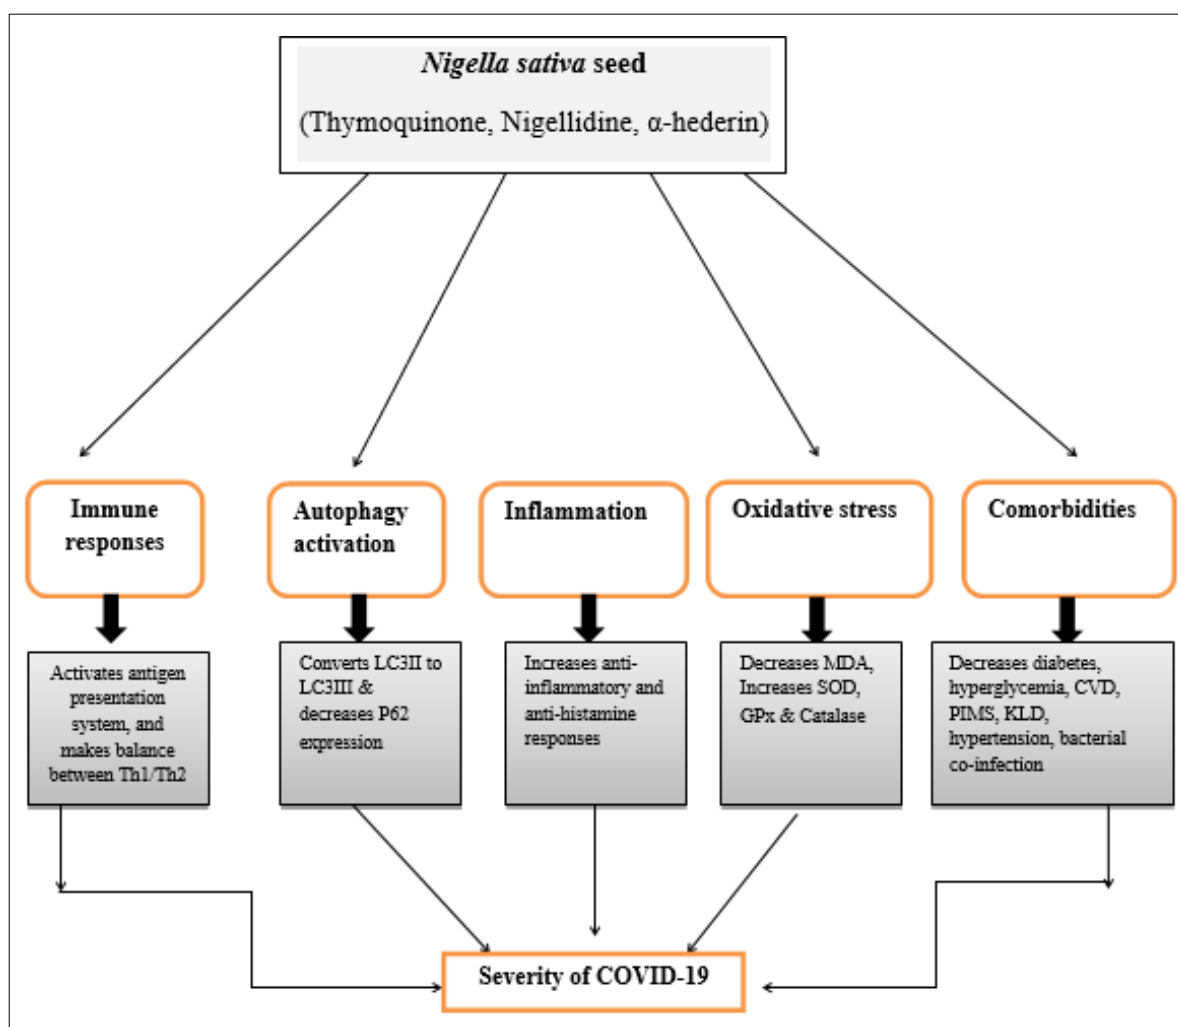 Nigella sativa seed
(Thymoquinone, Nigellidine, α-hederin)
Immune
responses
Autophagy
activation
Inflammation
Oxidative stress
Comorbidities
Activates antigen
presentation
system, and
makes balance
between Th1/Th2
Converts LC3II to
LC3III &
decreases P62
expression
Increases anti-
inflammatory and
anti-histamine
responses
Decreases MDA,
Increases SOD,
GPx & Catalase
Decreases diabetes,
hyperglycemia, CVD,
PIMS, KLD,
hypertension, bacterial
co-infection
Severity of COVID-19